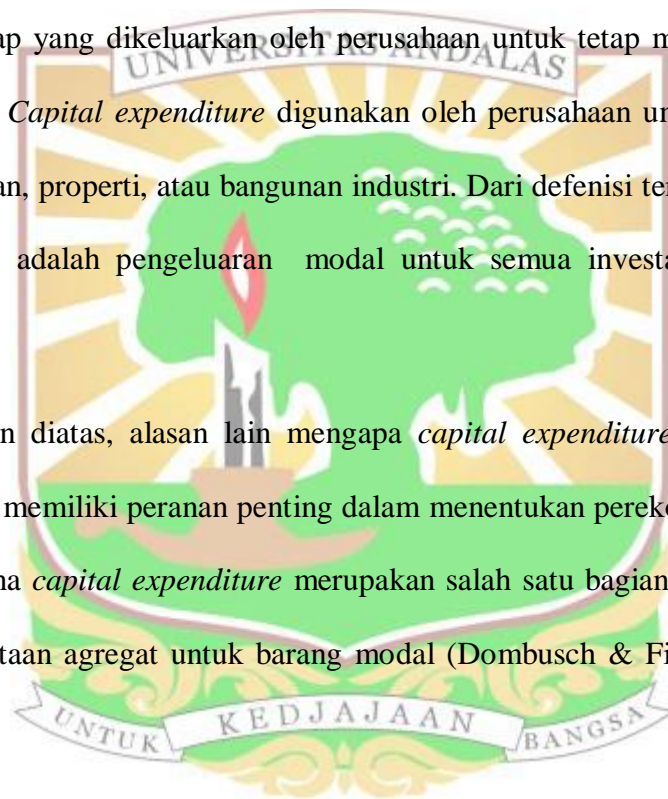 ap yang dikeluarkan oleh perusahaan untuk tetap m
UNIVERSITAS ANDALAS
Capital expenditure digunakan oleh perusahaan un
an, properti, atau bangunan industri. Dari defenisi ter
adalah pengeluaran modal untuk semua investa
n diatas, alasan lain mengapa capital expenditure
memiliki peranan penting dalam menentukan pereko
na capital expenditure merupakan salah satu bagian
taan agregat untuk barang modal (Dombusch & Fi
UNTUK KEDJAJAAN BANGSA